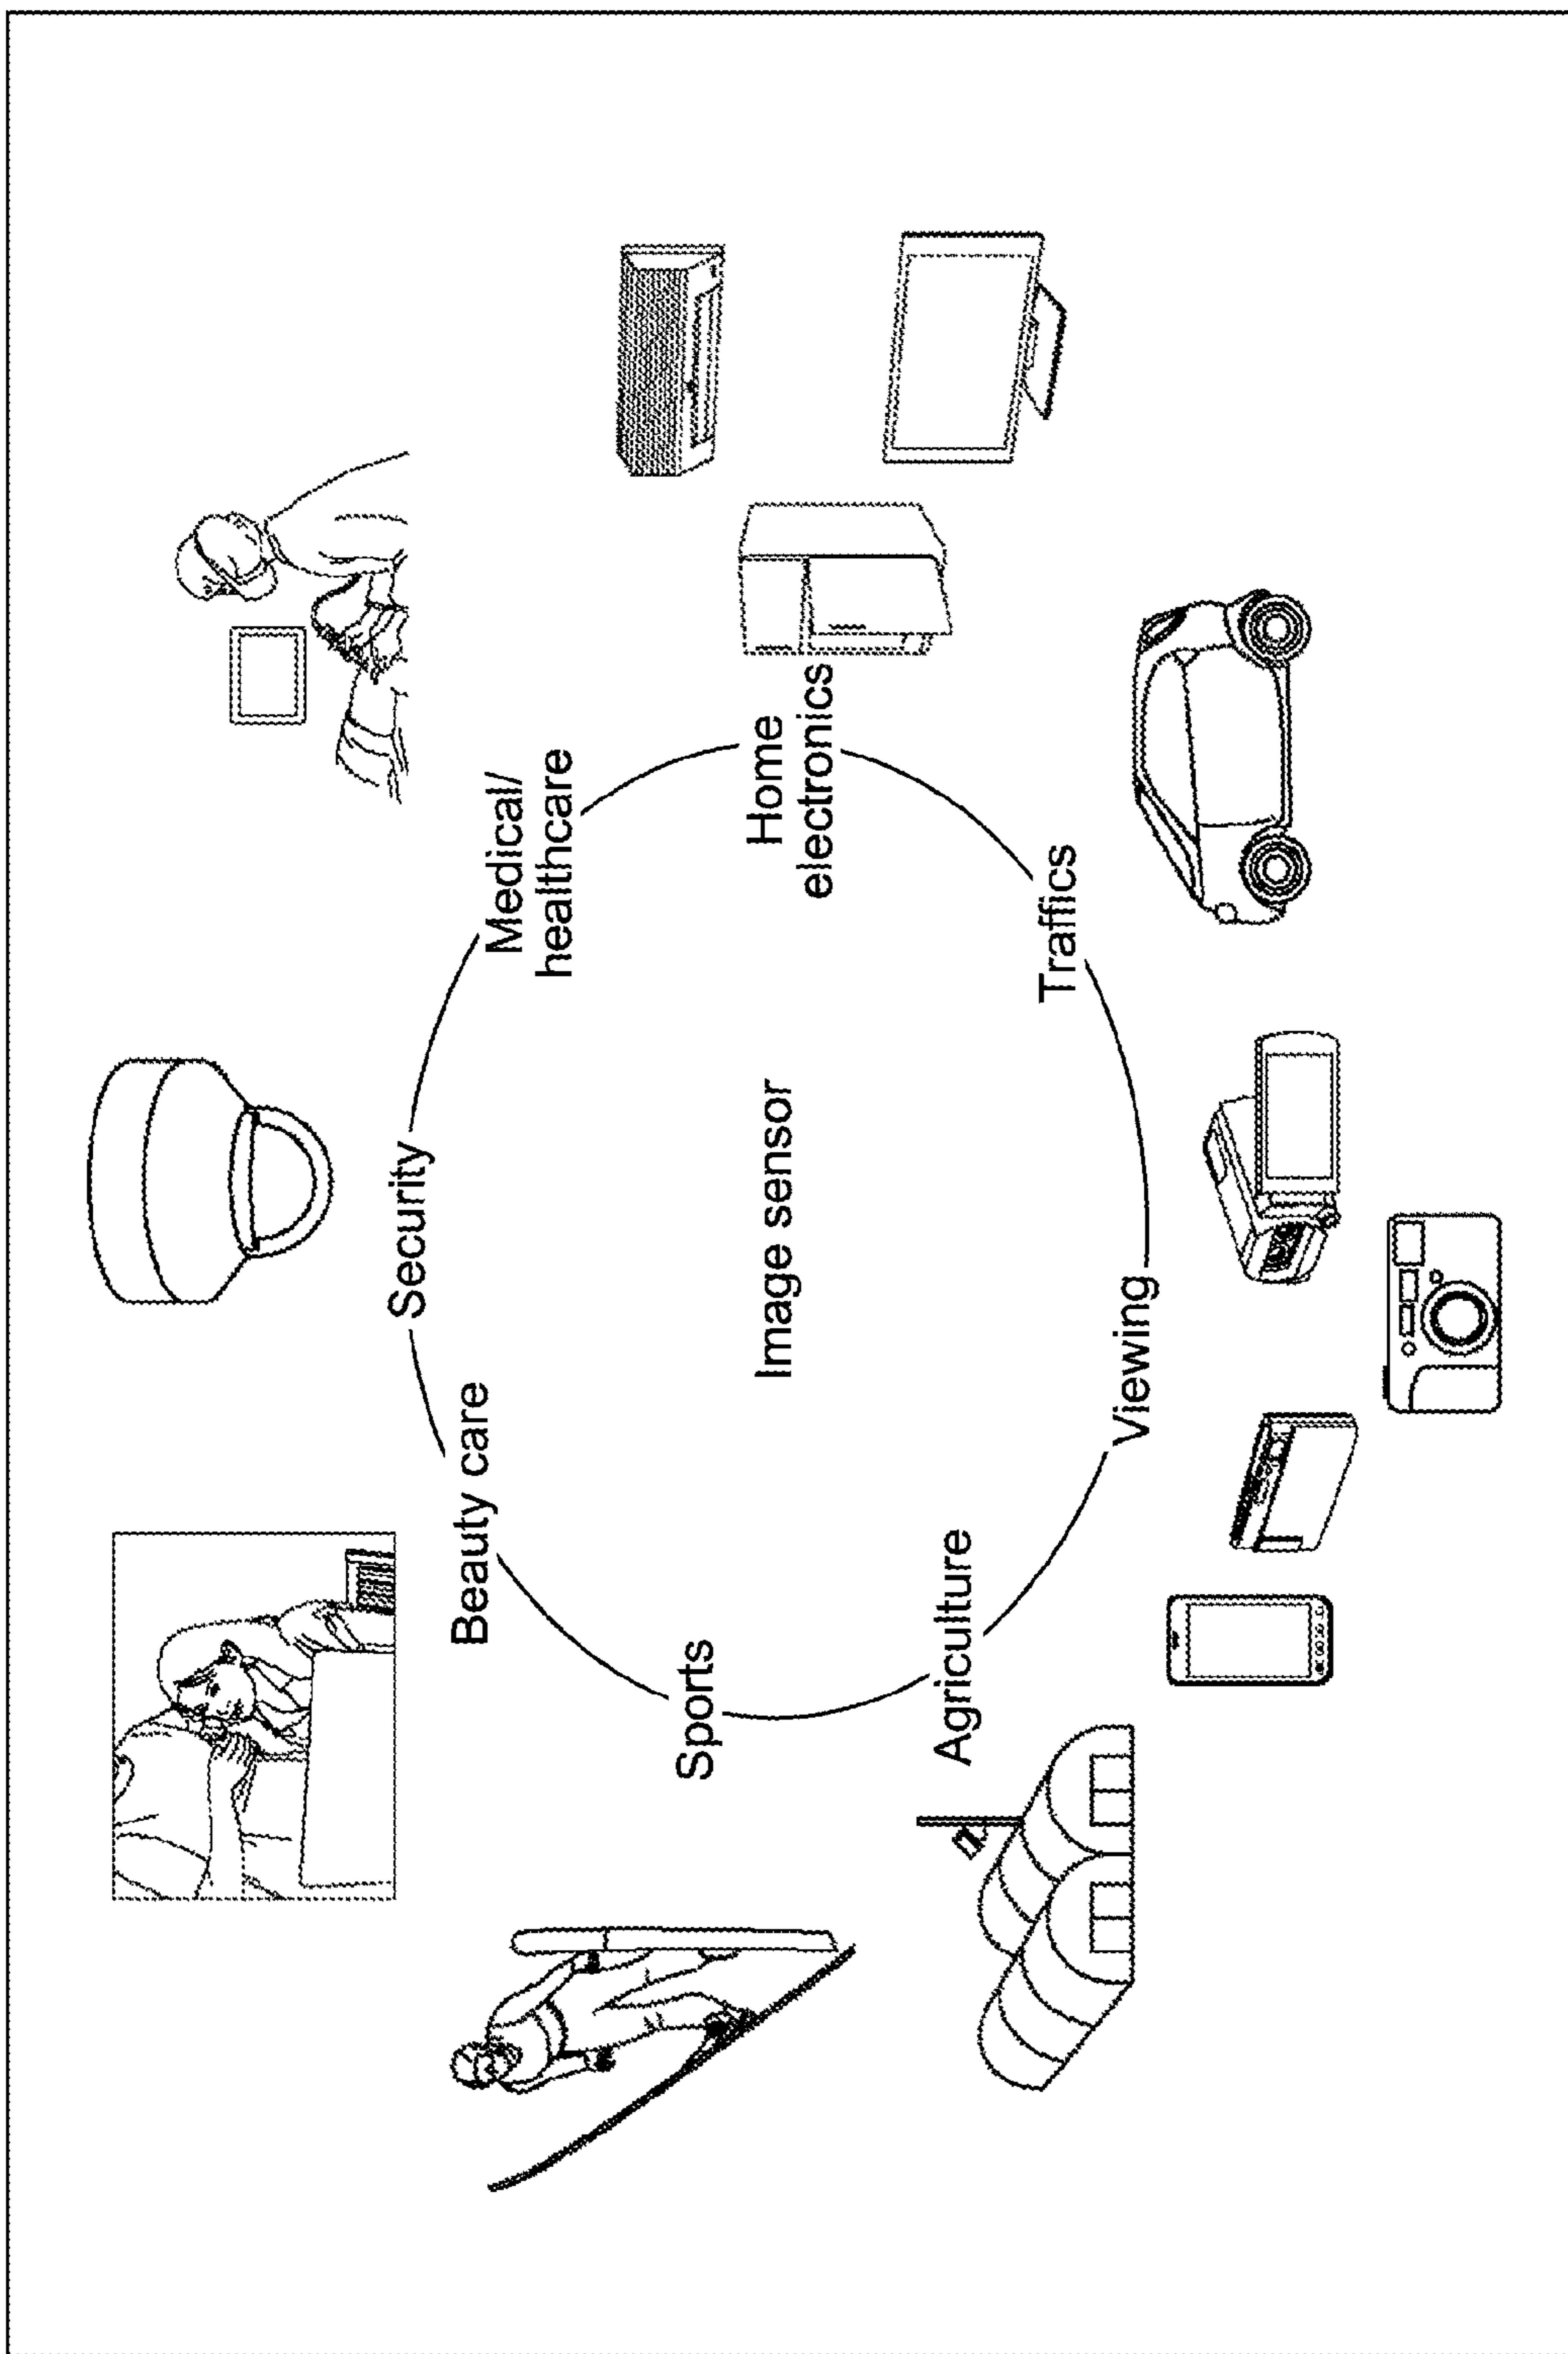 Security
Beauty care
Medical/
healthcare
Sports
Image sensor
Home
electronics
Agriculture
Traffics
Viewing